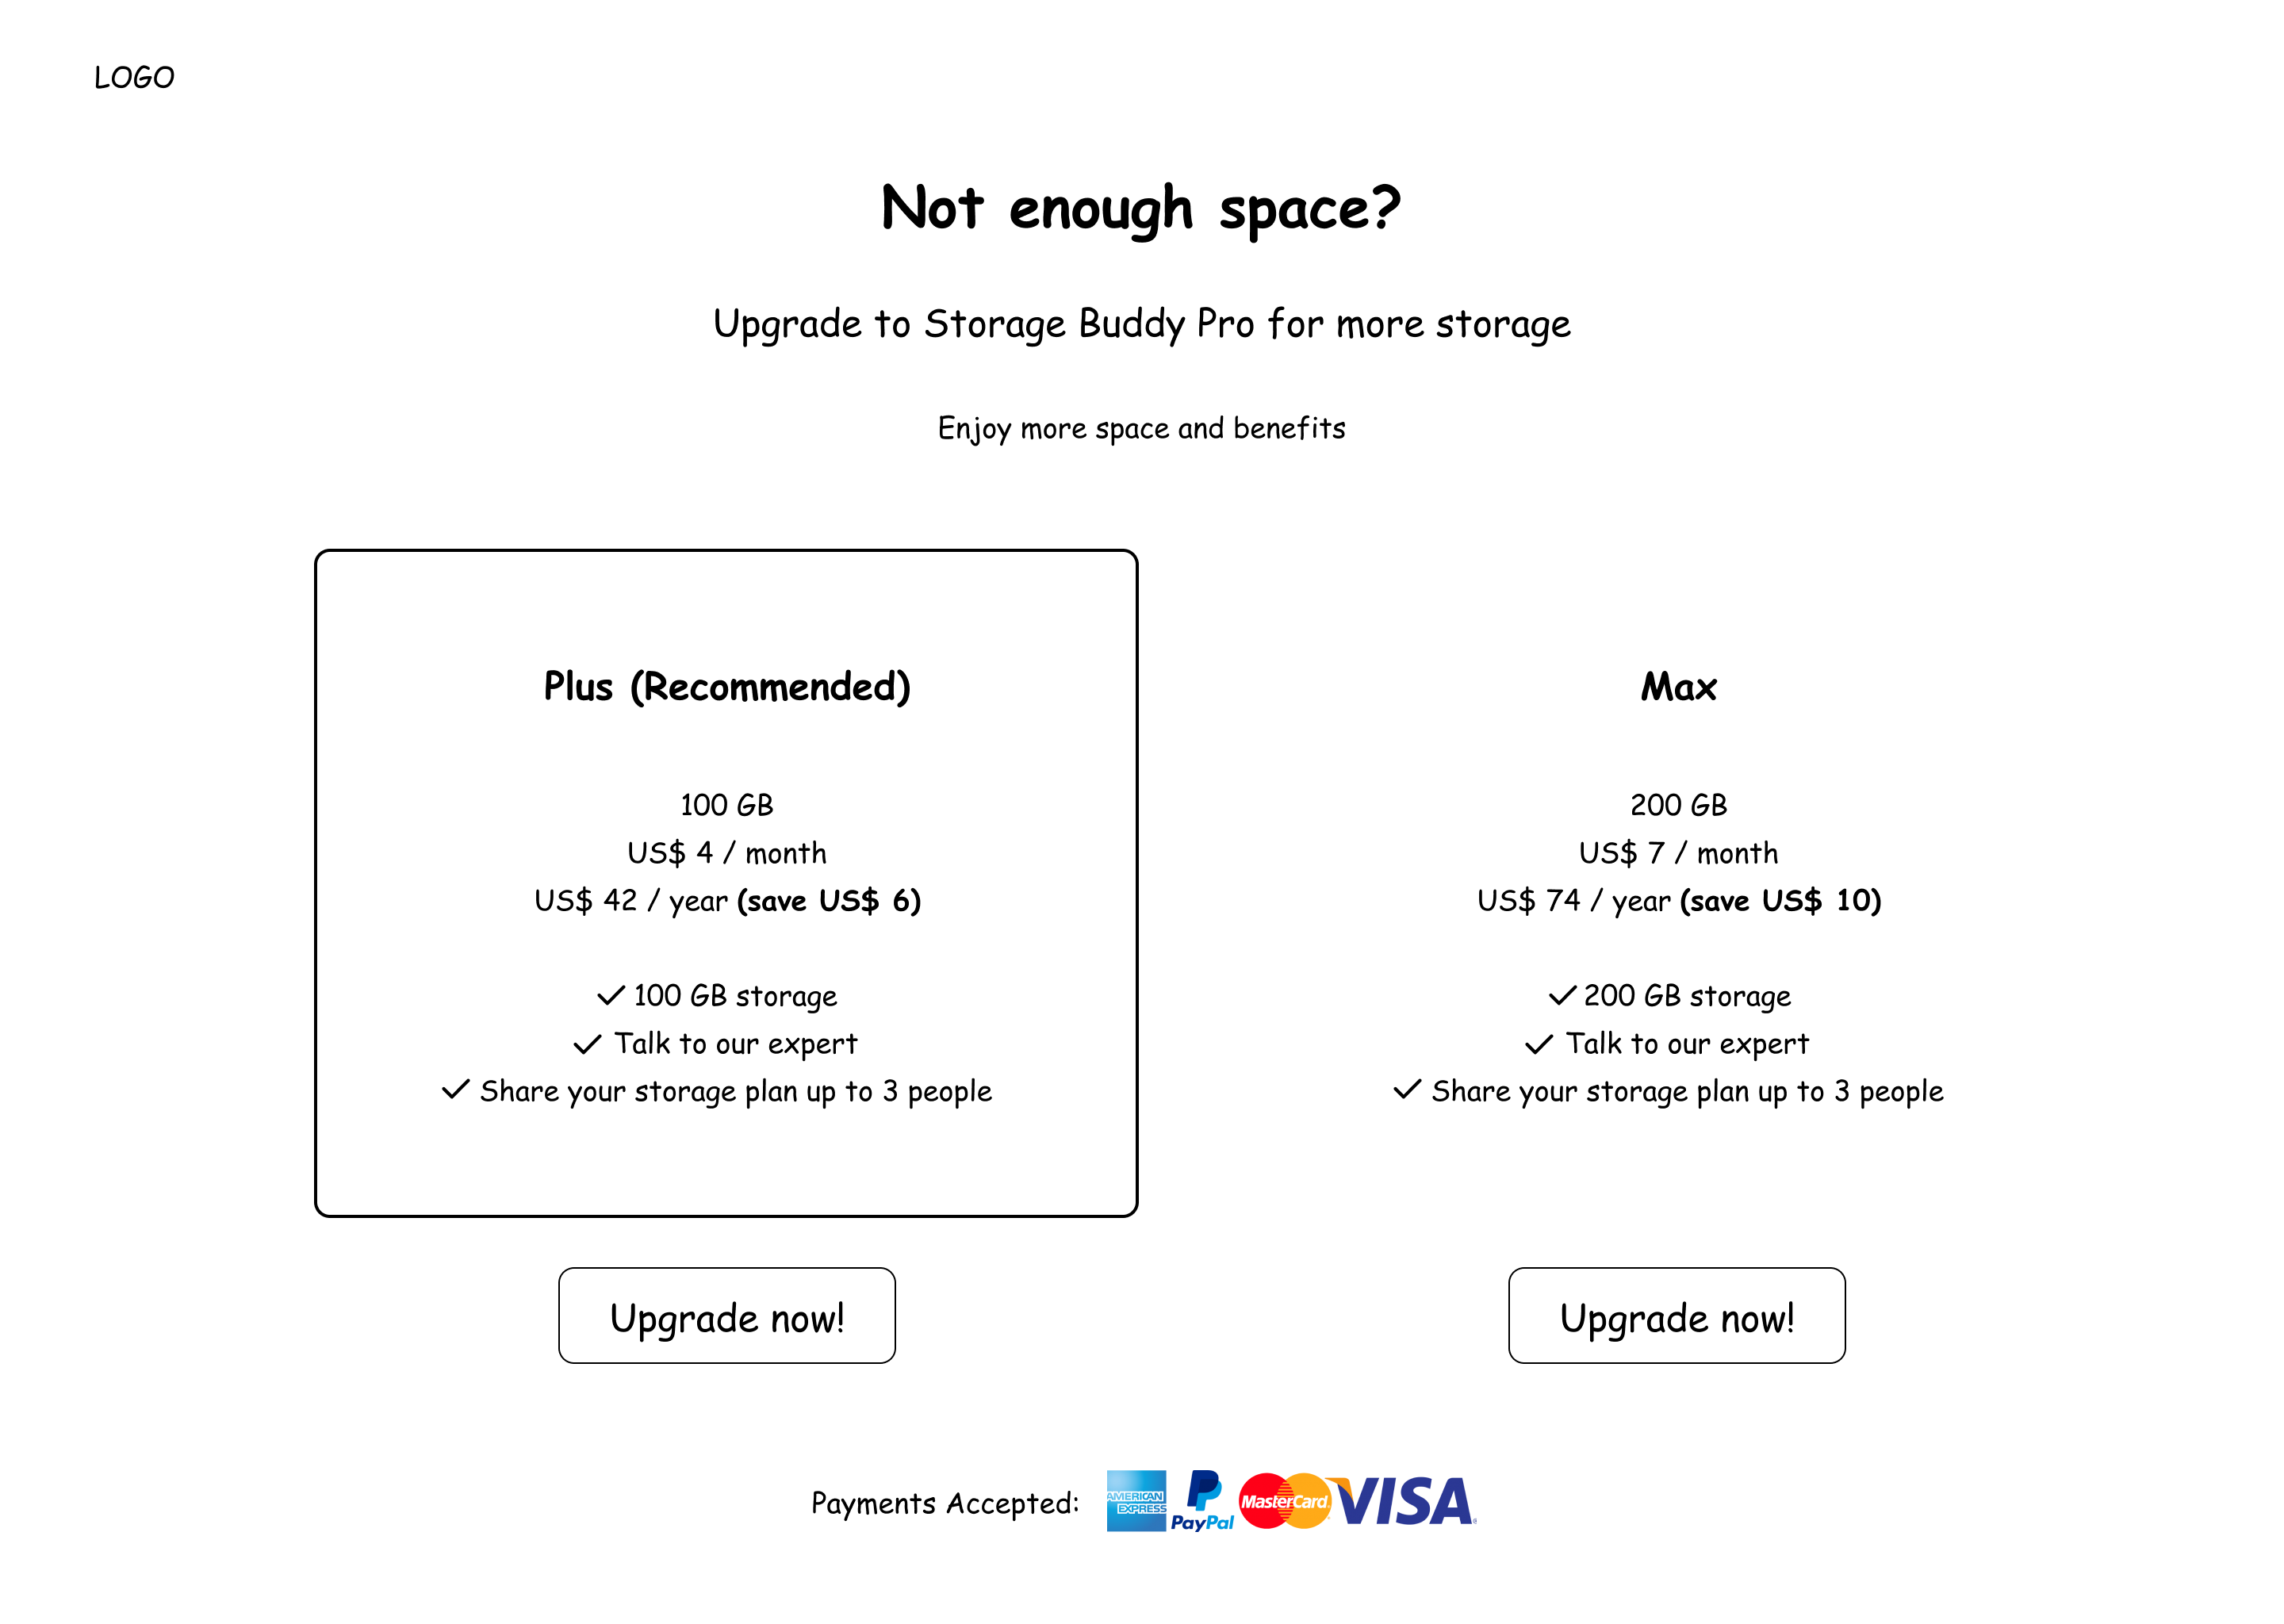 LOGO
Not enough space?
Upgrade to Storage Buddy Pro for more storage
Enjoy more space and benefits
Plus (Recommended)
100 GB
US$ 4 / month
US$ 42 / year (save US$ 6)
100 GB storage
Talk to our expert
Share your storage plan up to 3 people
Upgrade now!
Max
200 GB
US$ 7 / month
US$ 74 / year (save US$ 10)
200 GB storage
Talk to our expert
Share your storage plan up to 3 people
Upgrade now!
Payments Accepted:
AMERICAN
EXPRESS
PayPal
MasterCard
VISA